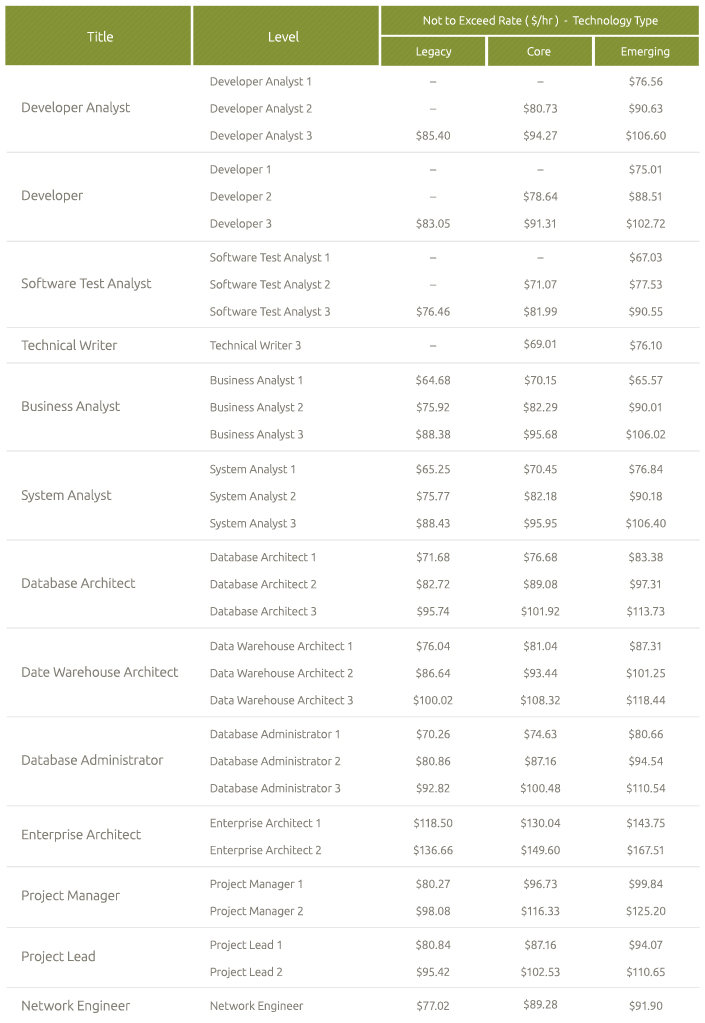 Title Level Not to Exceed Rate ( $/hr ) - Technology Type
Legacy Core Emerging
Developer Analyst 1 – – $76.56
Developer Analyst Developer Analyst 2 – $80.73 $90.63
Developer Analyst 3 $85.40 $94.27 $106.60
Developer 1 – – $75.01
Developer Developer 2 – $78.64 $88.51
Developer 3 $83.05 $91.31 $102.72
Software Test Analyst 1 – – $67.03
Software Test Analyst Software Test Analyst 2 – $71.07 $77.53
Software Test Analyst 3 $76.46 $81.99 $90.55
Technical Writer Technical Writer 3 – $69.01 $76.10
Business Analyst 1 $64.68 $70.15 $65.57
Business Analyst Business Analyst 2 $75.92 $82.29 $90.01
Business Analyst 3 $88.38 $95.68 $106.02
System Analyst 1 $65.25 $70.45 $76.84
System Analyst System Analyst 2 $75.77 $82.18 $90.18
System Analyst 3 $88.43 $95.95 $106.40
Database Architect 1 $71.68 $76.68 $83.38
Database Architect Database Architect 2 $82.72 $89.08 $97.31
Database Architect 3 $95.74 $101.92 $113.73
Data Warehouse Architect 1 $76.04 $81.04 $87.31
Date Warehouse Architect Data Warehouse Architect 2 $86.64 $93.44 $101.25
Data Warehouse Architect 3 $100.02 $108.32 $118.44
Database Administrator 1 $70.26 $74.63 $80.66
Database Administrator Database Administrator 2 $80.86 $87.16 $94.54
Database Administrator 3 $92.82 $100.48 $110.54
Enterprise Architect Enterprise Architect 1 $118.50 $130.04 $143.75
Enterprise Architect 2 $136.66 $149.60 $167.51
Project Manager Project Manager 1 $80.27 $96.73 $99.84
Project Manager 2 $98.08 $116.33 $125.20
Project Lead Project Lead 1 $80.84 $87.16 $94.07
Project Lead 2 $95.42 $102.53 $110.65
Network Engineer Network Engineer $77.02 $89.28 $91.90